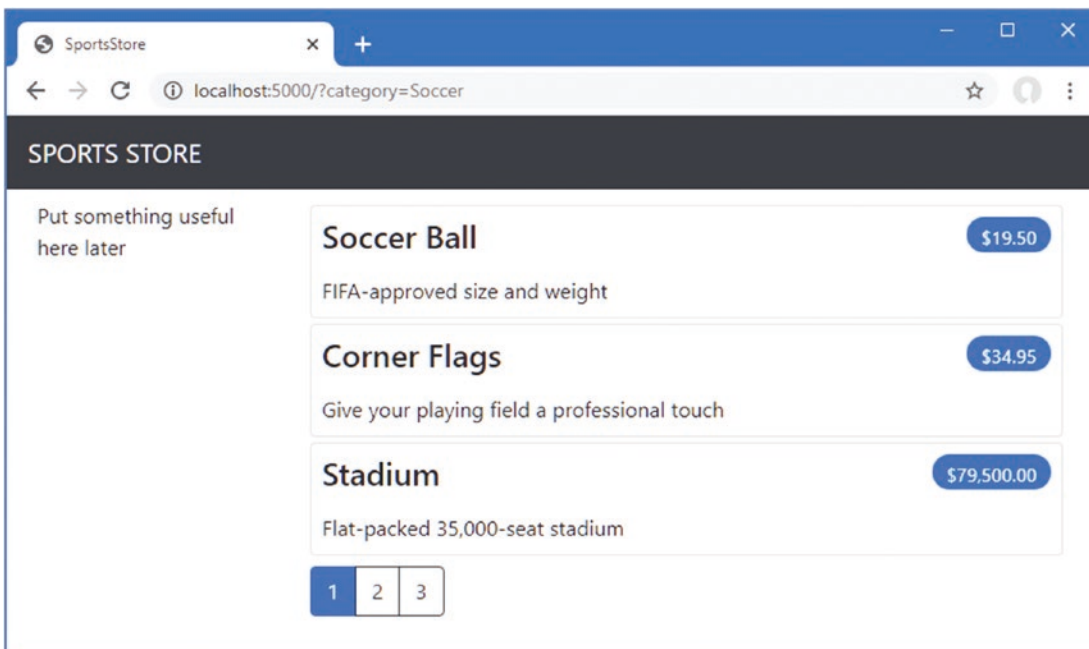 SportsStore
localhost:5000/?category=Soccer
SPORTS STORE
Put something useful
here later
Soccer Ball
$19.50
FIFA-approved size and weight
Corner Flags
$34.95
Give your playing field a professional touch
Stadium
$79,500.00
Flat-packed 35,000-seat stadium
1 2 3